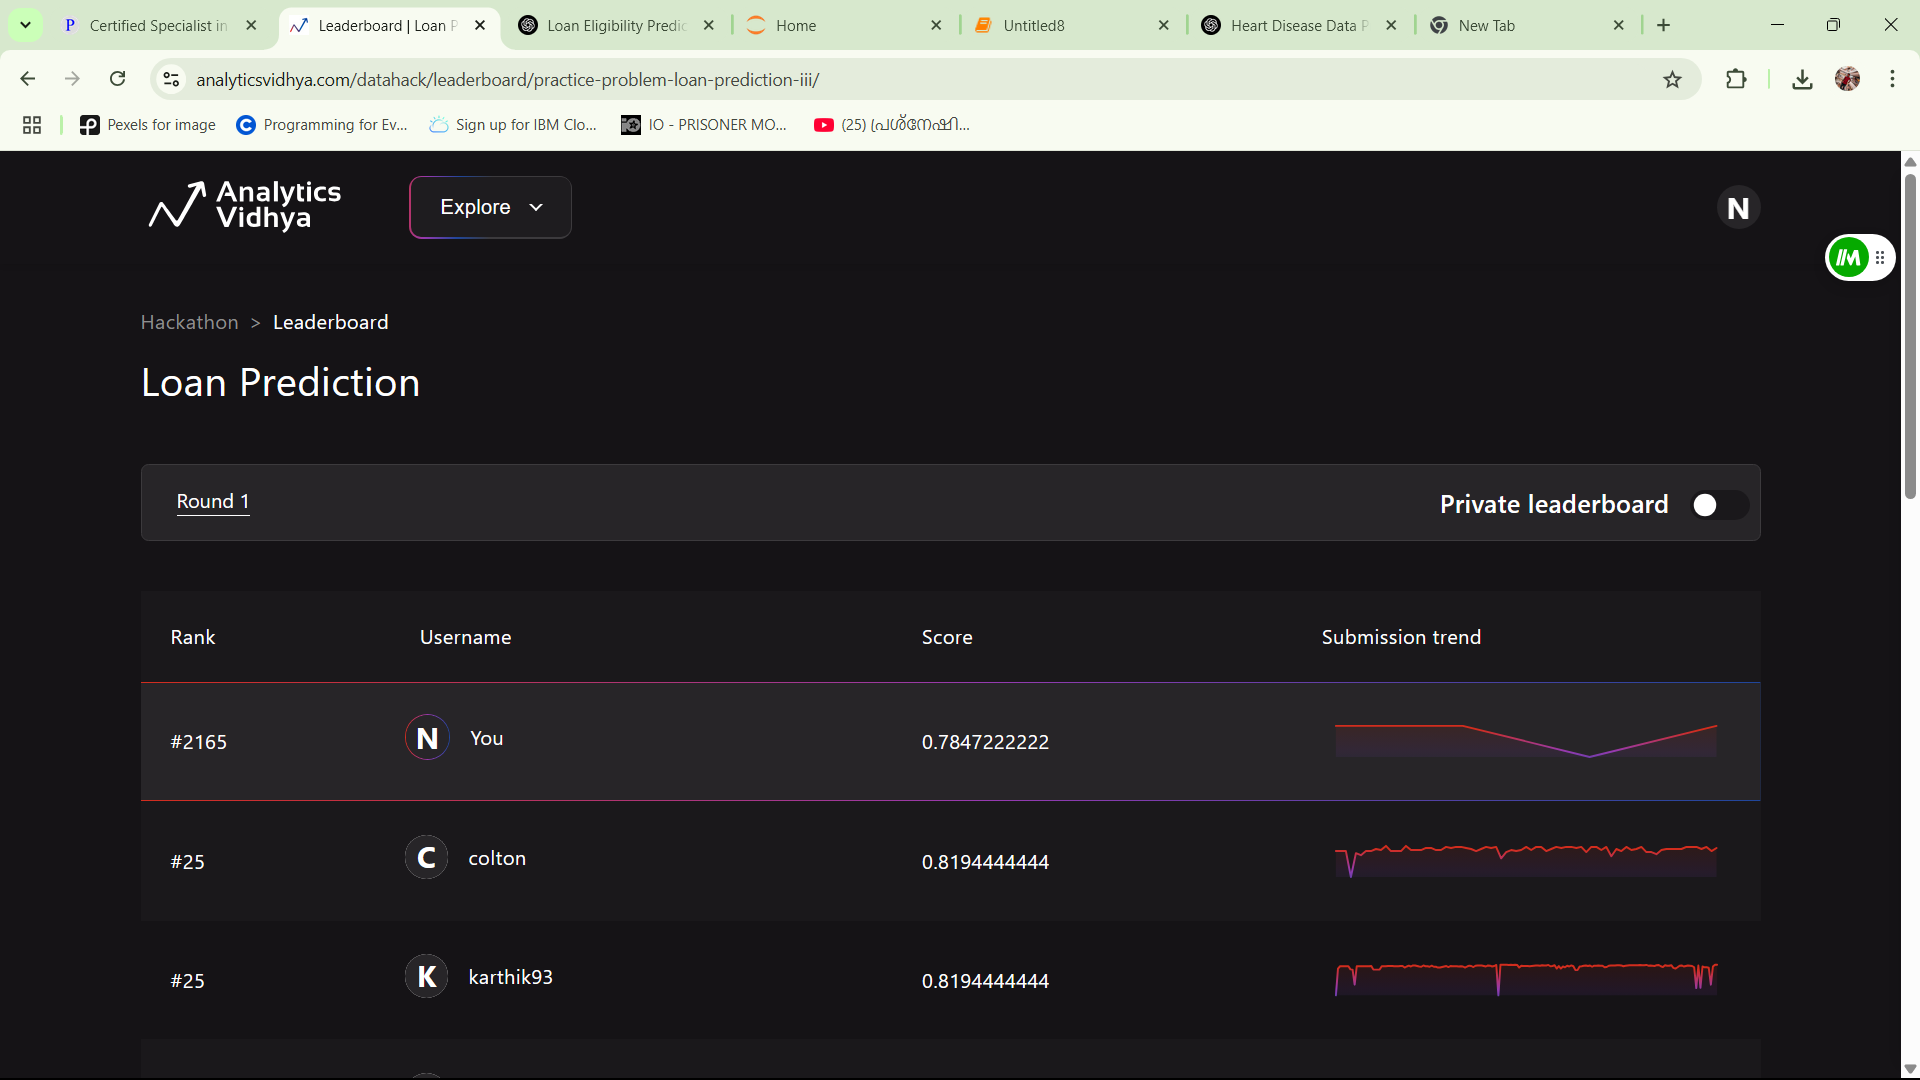 Certified Specialist in
Leaderboard | Loan P
Loan Eligibility Predic
Home
Untitled8
Heart Disease Data P
New Tab
analyticsvidhya.com/datahack/leaderboard/practice-problem-loan-prediction-iii/
Pexels for image
Programming for Ev...
Sign up for IBM Clo...
IO - PRISONER MO...
(25) (പ്രശ്നേഷി...
Analytics
Vidhya
Explore
N
Hackathon > Leaderboard
Loan Prediction
Round 1
Private leaderboard
Rank Username Score Submission trend
#2165 N You 0.7847222222
#25 C colton 0.8194444444
#25 K karthik93 0.8194444444